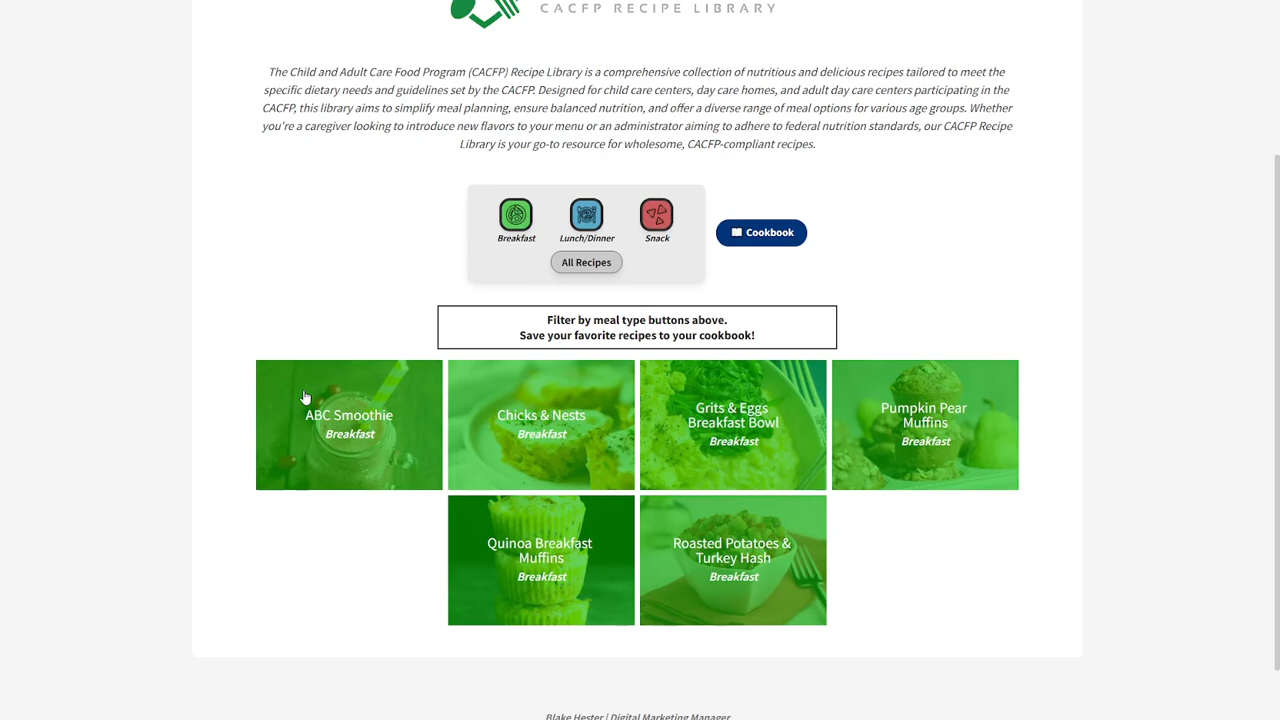 CACFP RECIPE LIBRARY
The Child and Adult Care Food Program (CACFP) Recipe Library is a comprehensive collection of nutritious and delicious recipes tailored to meet the
specific dietary needs and guidelines set by the CACFP. Designed for child care centers, day care homes, and adult day care centers participating in the
CACFP, this library aims to simplify meal planning, ensure balanced nutrition, and offer a diverse range of meal options for various age groups. Whether
you're a caregiver looking to introduce new flavors to your menu or an administrator aiming to adhere to federal nutrition standards, our CACFP Recipe
Library is your go-to resource for wholesome, CACFP-compliant recipes.
Breakfast
Lunch/Dinner
Snack
All Recipes
Cookbook
Filter by meal type buttons above.
Save your favorite recipes to your cookbook!
ABC Smoothie
Breakfast
Chicks & Nests
Breakfast
Grits & Eggs
Breakfast Bowl
Breakfast
Pumpkin Pear
Muffins
Breakfast
Quinoa Breakfast
Muffins
Breakfast
Roasted Potatoes &
Turkey Hash
Breakfast
Blake Hester | Digital Marketing Manager